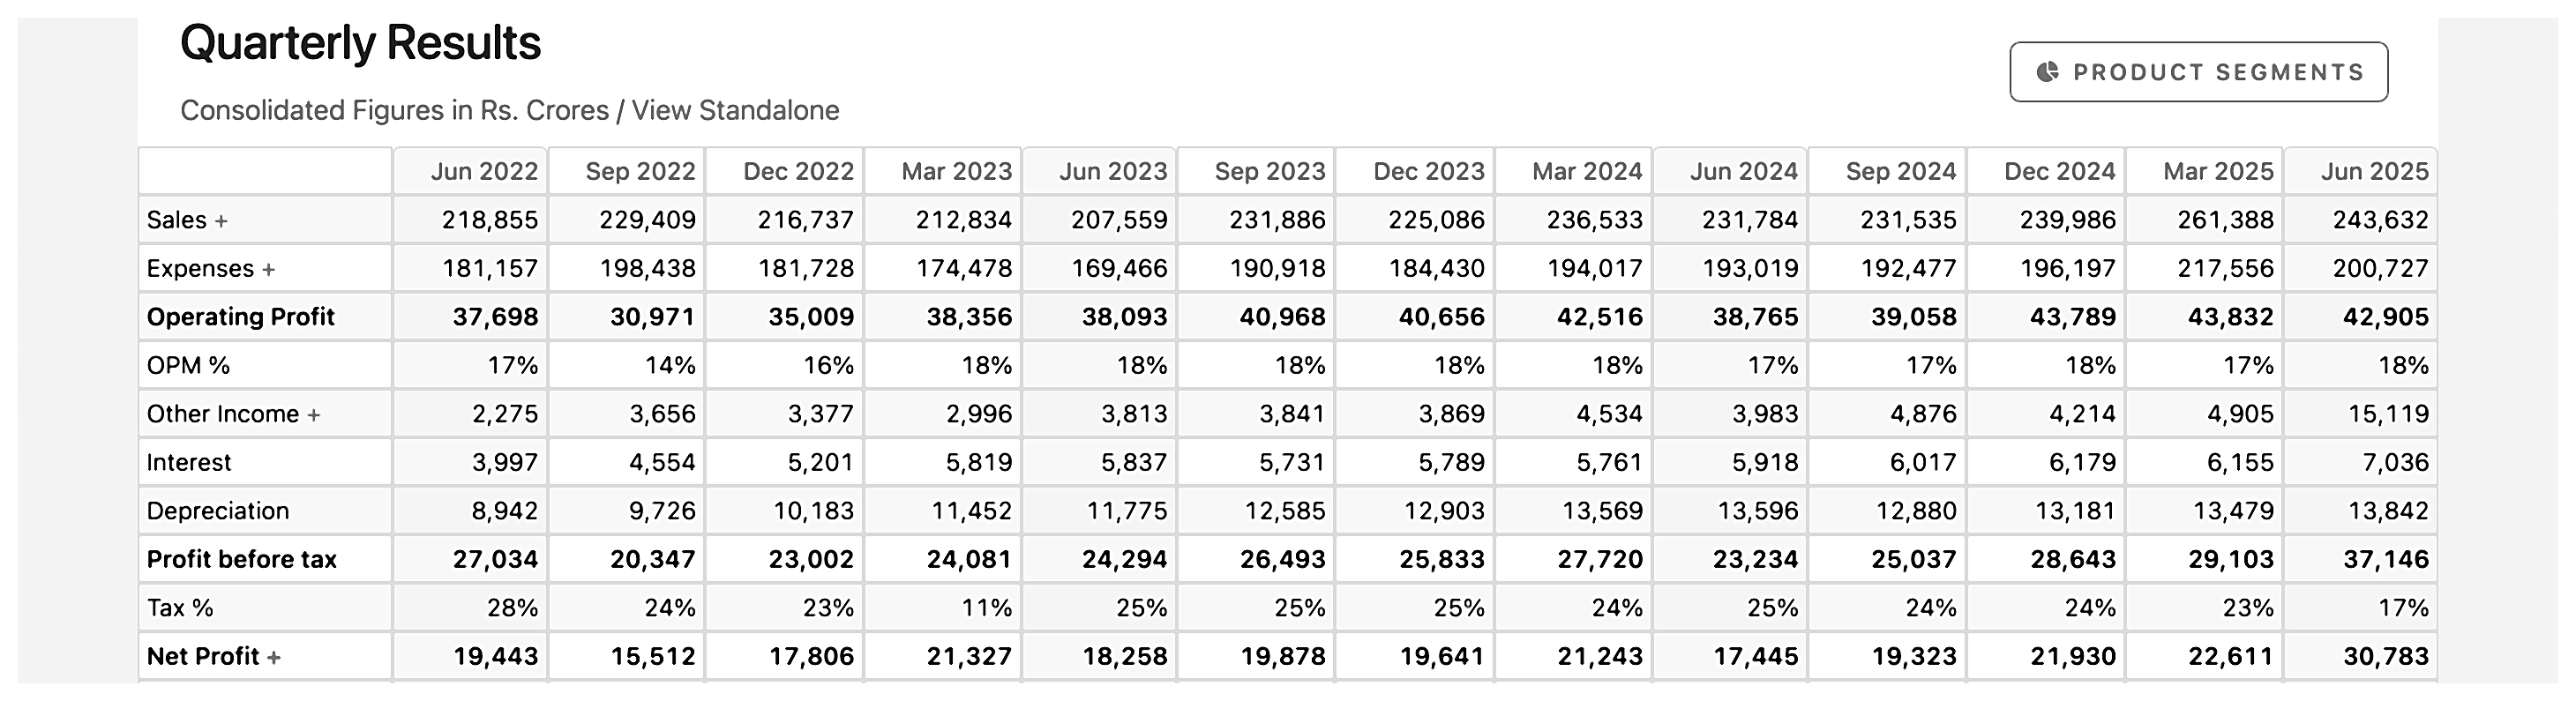 Quarterly Results
PRODUCT SEGMENTS
Consolidated Figures in Rs. Crores / View Standalone
Jun 2022 Sep 2022 Dec 2022 Mar 2023 Jun 2023 Sep 2023 Dec 2023 Mar 2024 Jun 2024 Sep 2024 Dec 2024 Mar 2025 Jun 2025
Sales + 218,855 229,409 216,737 212,834 207,559 231,886 225,086 236,533 231,784 231,535 239,986 261,388 243,632
Expenses + 181,157 198,438 181,728 174,478 169,466 190,918 184,430 194,017 193,019 192,477 196,197 217,556 200,727
Operating Profit 37,698 30,971 35,009 38,356 38,093 40,968 40,656 42,516 38,765 39,058 43,789 43,832 42,905
OPM % 17% 14% 16% 18% 18% 18% 18% 18% 17% 17% 18% 17% 18%
Other Income + 2,275 3,656 3,377 2,996 3,813 3,841 3,869 4,534 3,983 4,876 4,214 4,905 15,119
Interest 3,997 4,554 5,201 5,819 5,837 5,731 5,789 5,761 5,918 6,017 6,179 6,155 7,036
Depreciation 8,942 9,726 10,183 11,452 11,775 12,585 12,903 13,569 13,596 12,880 13,181 13,479 13,842
Profit before tax 27,034 20,347 23,002 24,081 24,294 26,493 25,833 27,720 23,234 25,037 28,643 29,103 37,146
Tax % 28% 24% 23% 11% 25% 25% 25% 24% 25% 24% 24% 23% 17%
Net Profit + 19,443 15,512 17,806 21,327 18,258 19,878 19,641 21,243 17,445 19,323 21,930 22,611 30,783